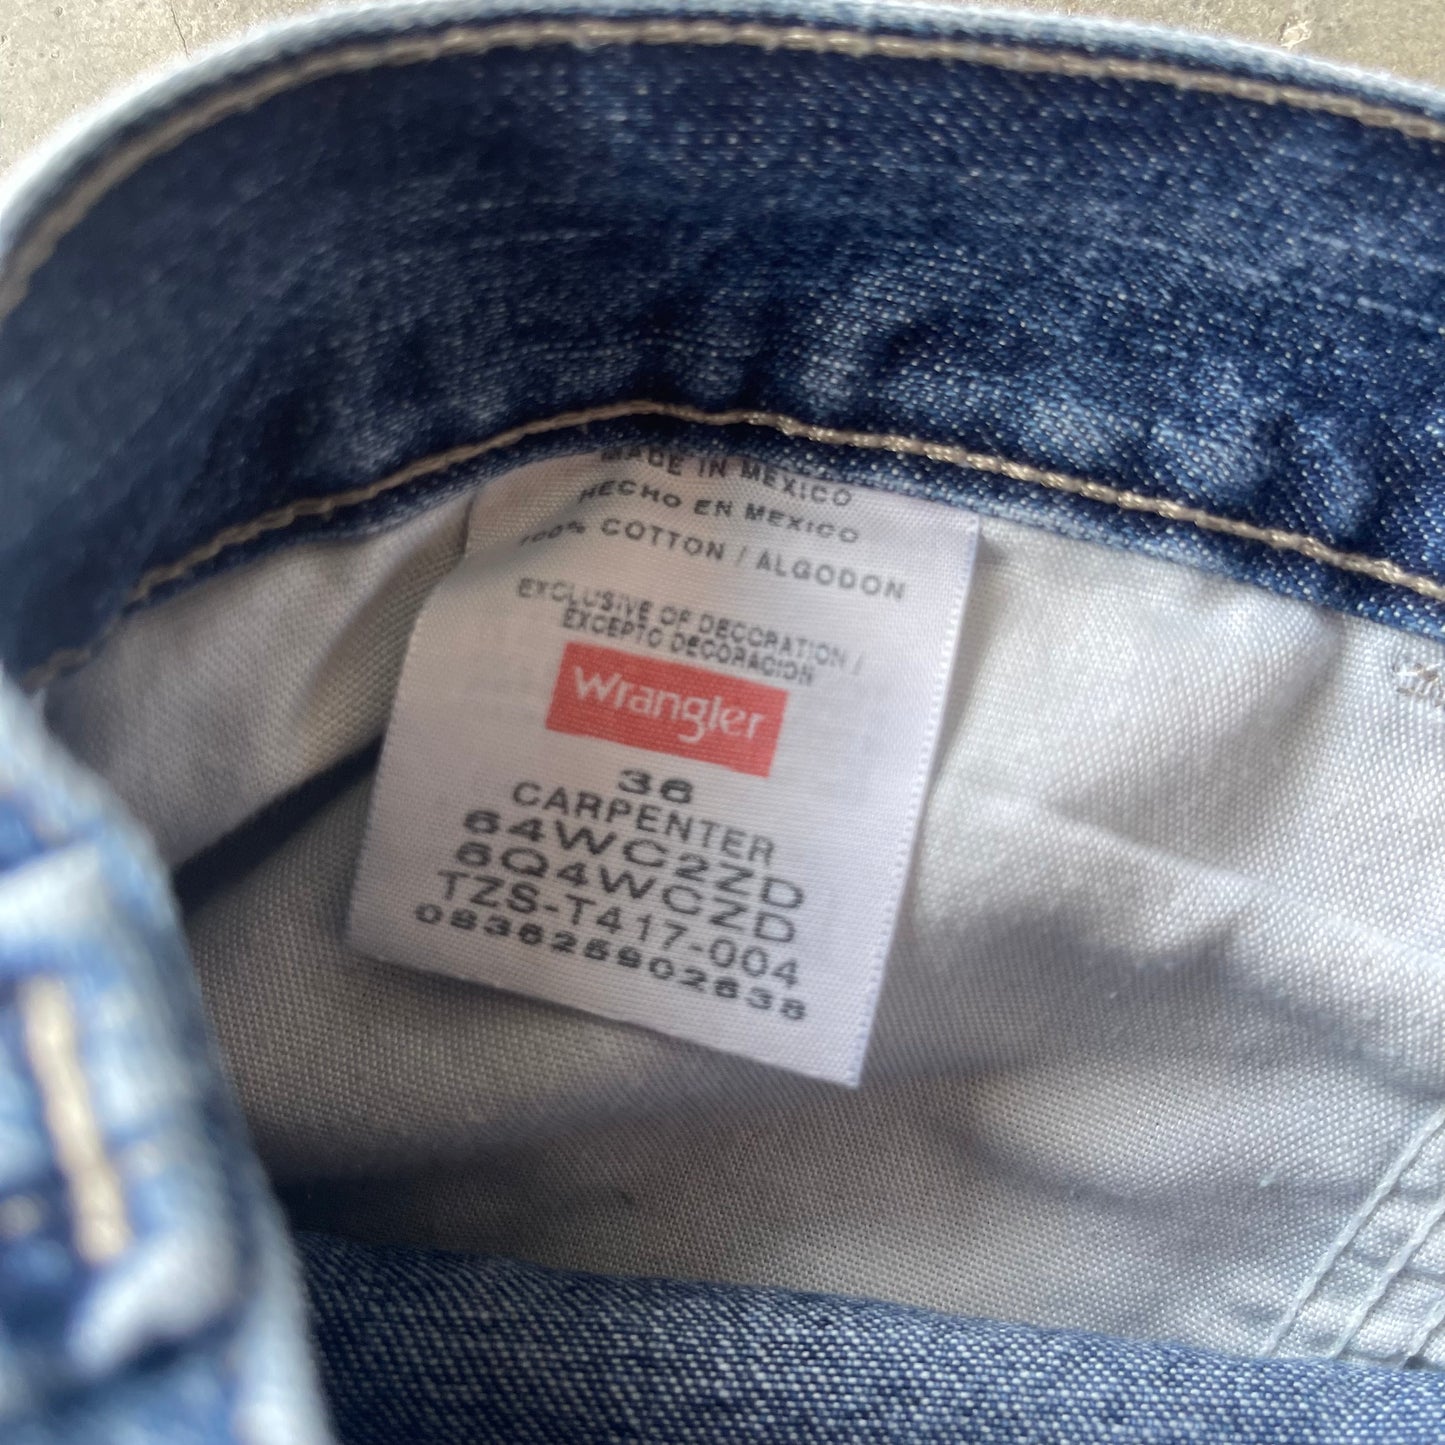 MADE IN MEXICO
HECHO EN MEXICO
100% COTTON / ALGODON
EXCLUSIVE OF DECORATION /
EXCEPTO DECORACION
Wrangler
36
CARPENTER
64WC2ZD
6Q4WCZD
TZS-T417-004